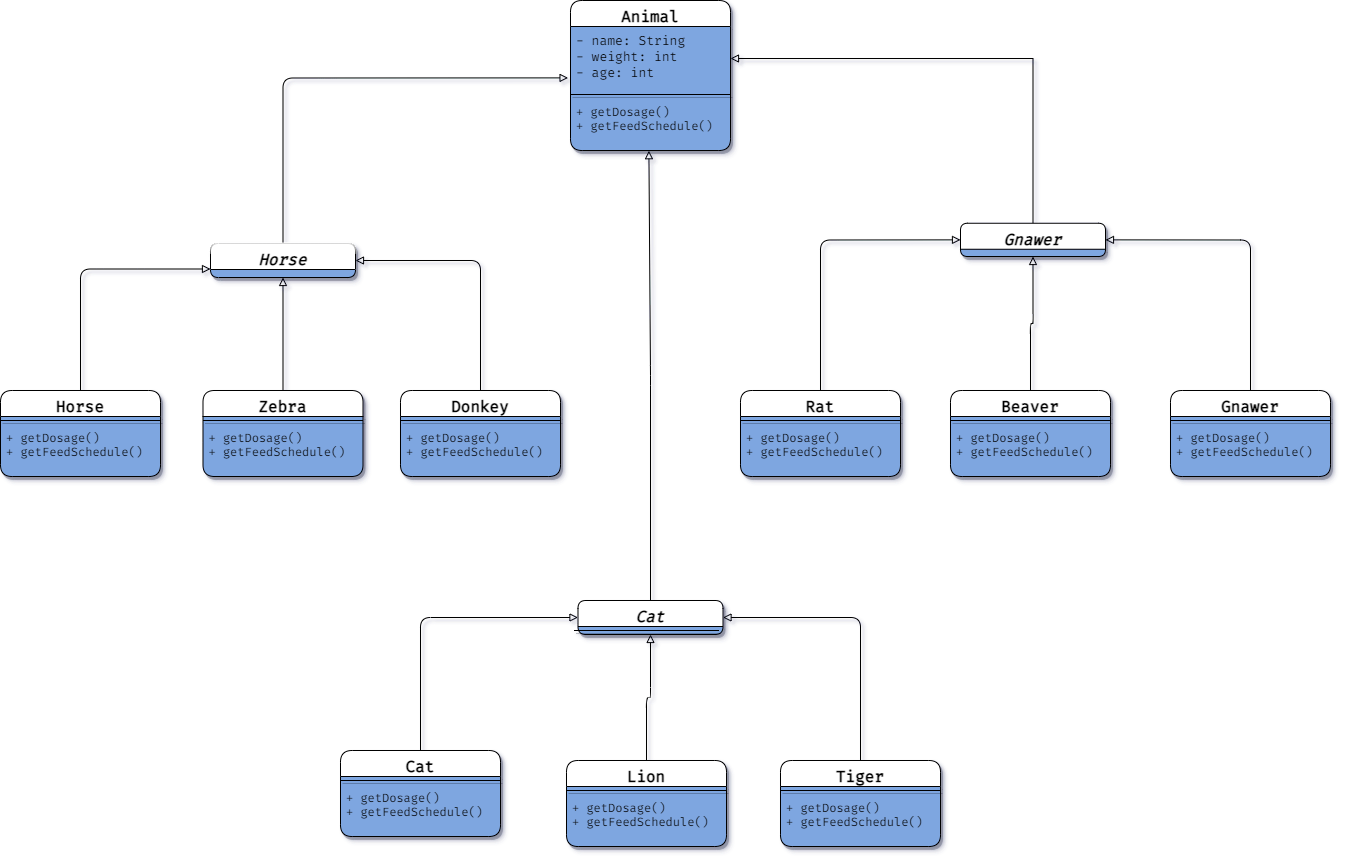 Animal
- name: String
- weight: int
- age: int
+ getDosage()
+ getFeedSchedule()
Horse
Gnawer
Horse
+ getDosage()
+ getFeedSchedule()
Zebra
+ getDosage()
+ getFeedSchedule()
Donkey
+ getDosage()
+ getFeedSchedule()
Rat
+ getDosage()
+ getFeedSchedule()
Beaver
+ getDosage()
+ getFeedSchedule()
Gnawer
+ getDosage()
+ getFeedSchedule()
Cat
Cat
+ getDosage()
+ getFeedSchedule()
Lion
+ getDosage()
+ getFeedSchedule()
Tiger
+ getDosage()
+ getFeedSchedule()